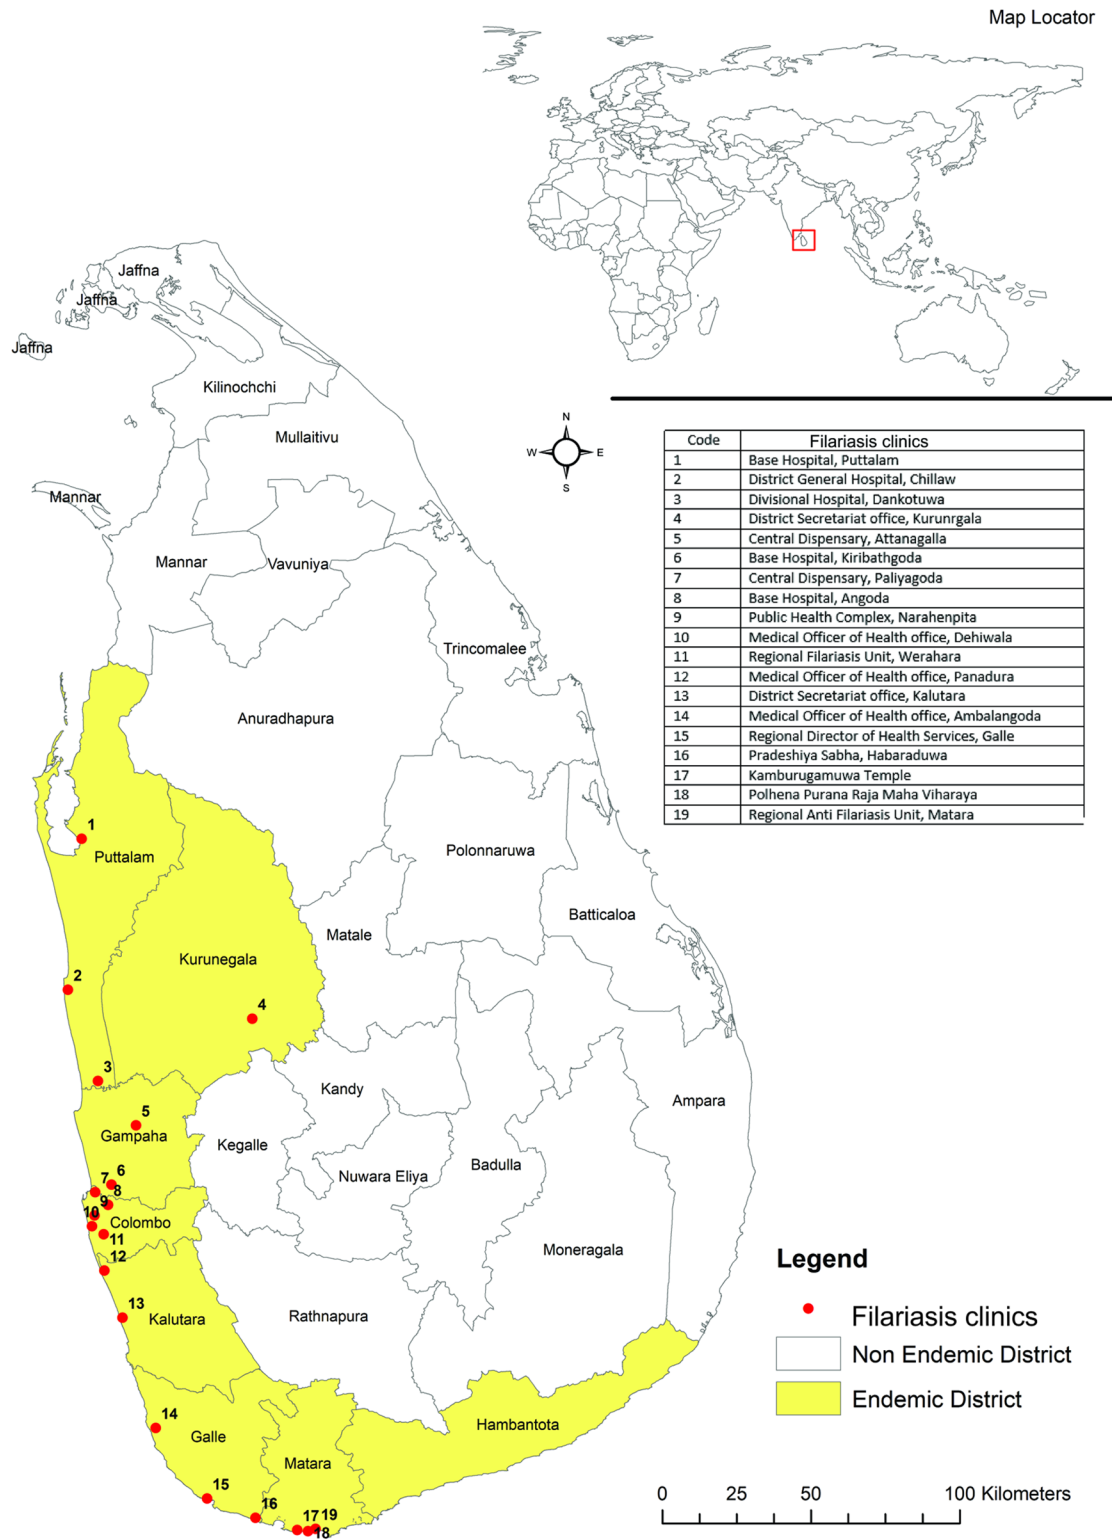 Map Locator
Jaffna
Jaffna
Jaffna
Kilinochchi
Mullaitivu
N
W E
S
Mannar
Mannar
Vavuniya
Trincomalee
Anuradhapura
Code Filariasis clinics
1 Base Hospital, Puttalam
2 District General Hospital, Chillaw
3 Divisional Hospital, Dankotuwa
4 District Secretariat office, Kurunrgala
5 Central Dispensary, Attanagalla
6 Base Hospital, Kiribathgoda
7 Central Dispensary, Paliyagoda
8 Base Hospital, Angoda
9 Public Health Complex, Narahenpita
10 Medical Officer of Health office, Dehiwala
11 Regional Filariasis Unit, Werahara
12 Medical Officer of Health office, Panadura
13 District Secretariat office, Kalutara
14 Medical Officer of Health office, Ambalangoda
15 Regional Director of Health Services, Galle
16 Pradeshiya Sabha, Habaraduwa
17 Kamburugamuwa Temple
18 Polhena Purana Raja Maha Viharaya
19 Regional Anti Filariasis Unit, Matara
1
Puttalam
Polonnaruwa
Batticaloa
Matale
Kurunegala
2
4
3
Kandy
Ampara
5
Gampaha
Kegalle
Nuwara Eliya
Badulla
6
7
8
9
10
Colombo
11
12
Moneragala
13
Kalutara
Rathnapura
14
Galle
Hambantota
Matara
15
16
17
19
18
Legend
Filariasis clinics
Non Endemic District
Endemic District
0 25 50 100 Kilometers